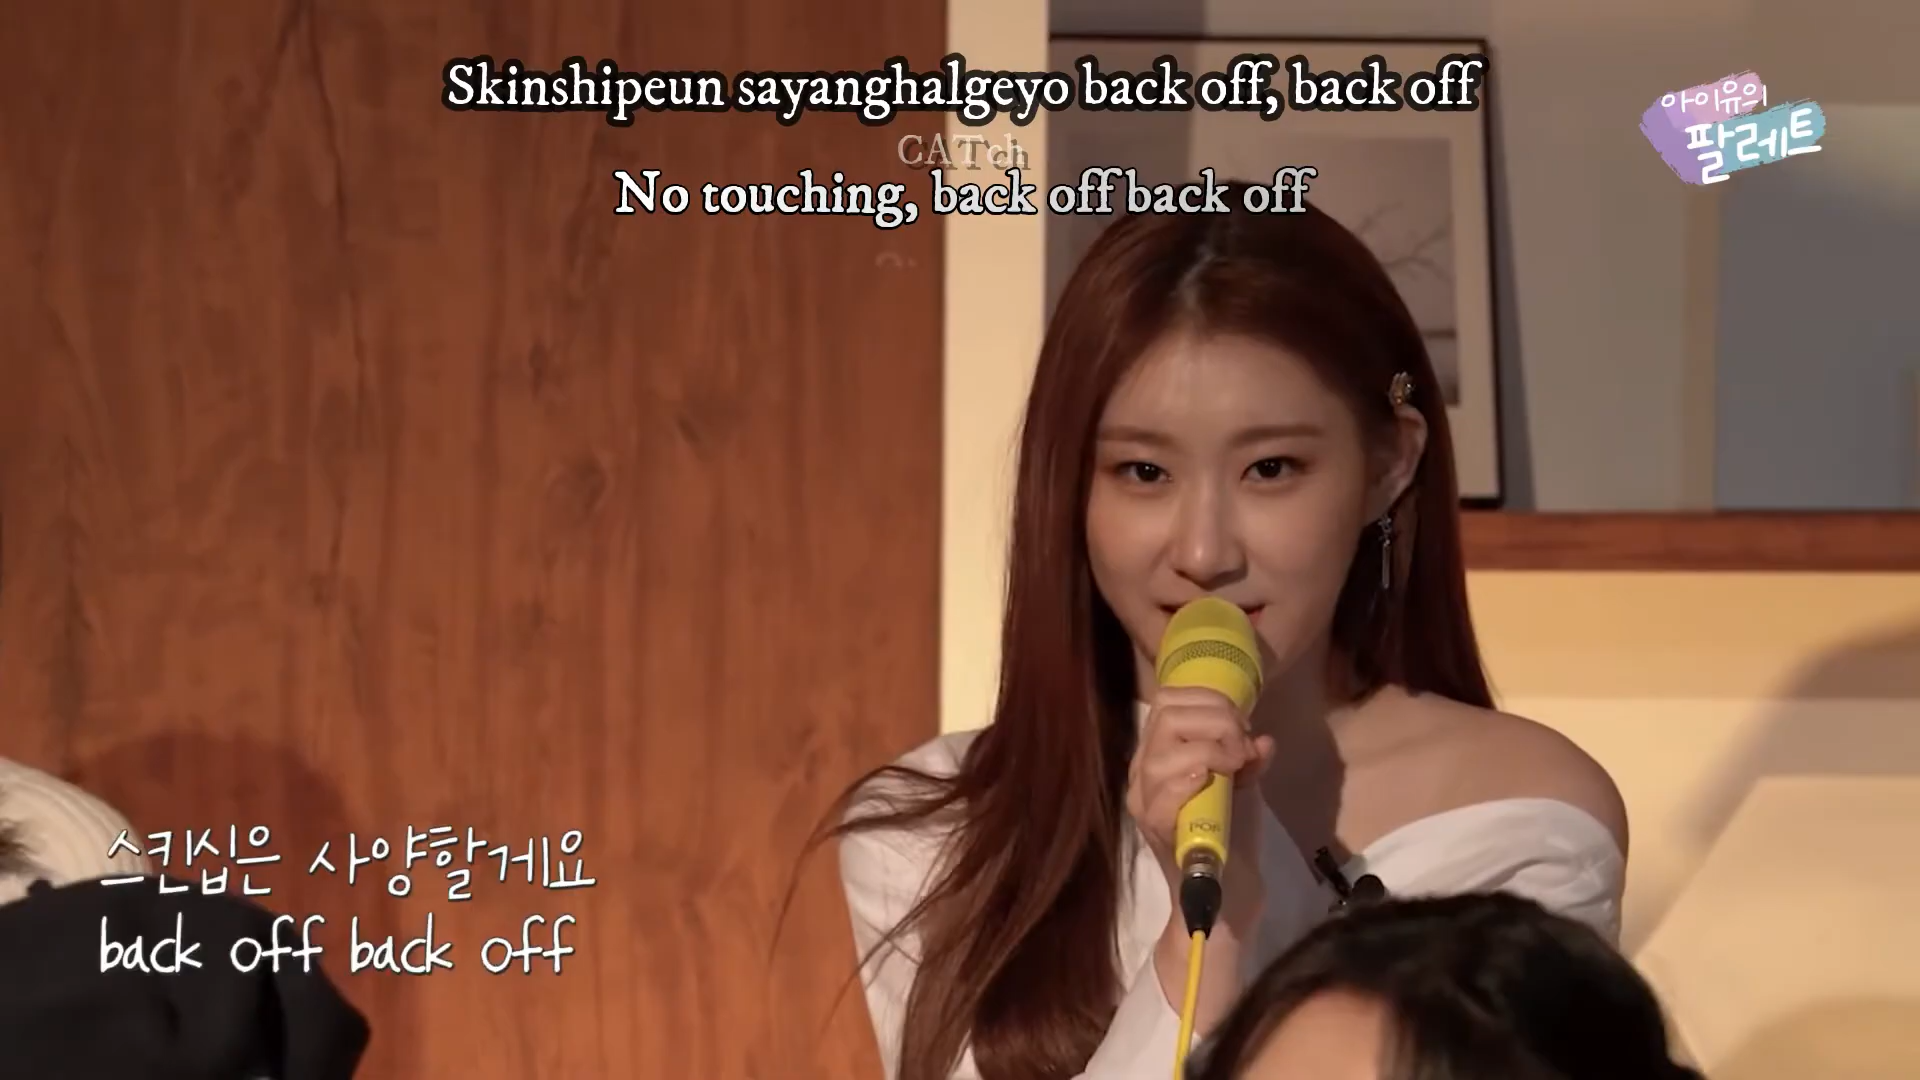 Skinshipeun sayanghalgeyo back off, back off
CATch
No touching, back off back off
아이유의
팔레트
스킨십은 사양할게요
back off back off
POP